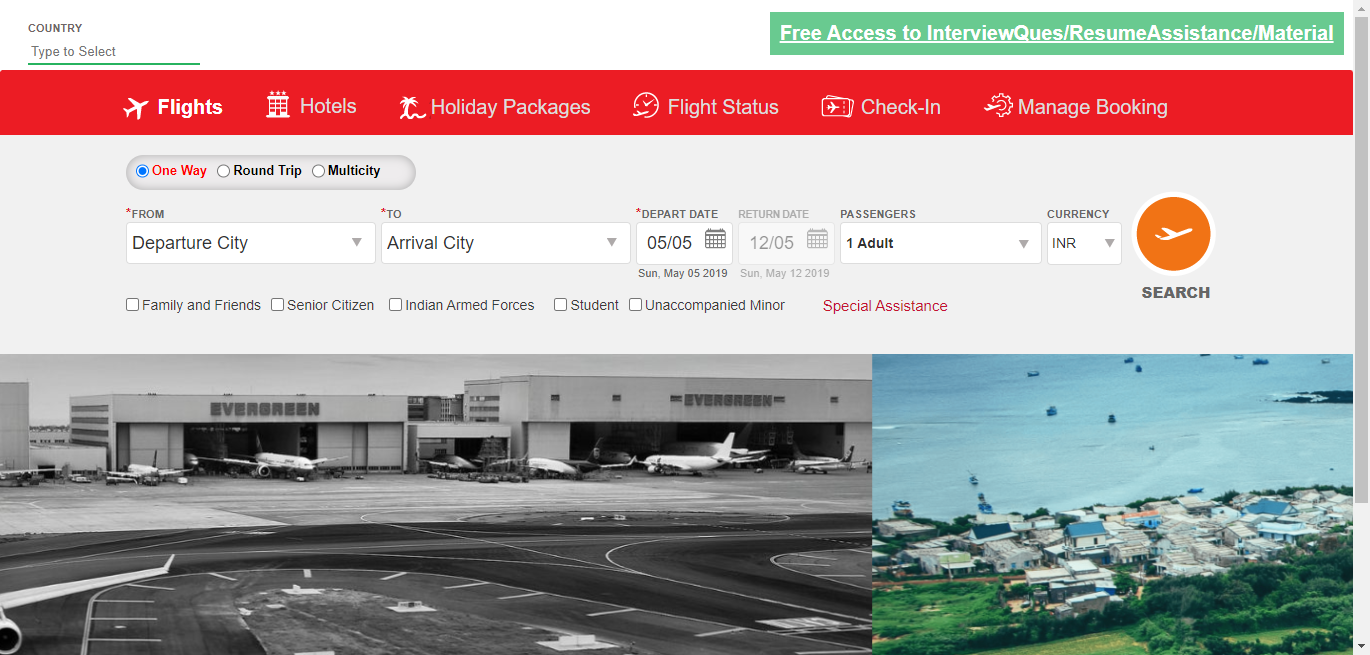 COUNTRY
Type to Select
Free Access to InterviewQues/ResumeAssistance/Material
Flights Hotels Holiday Packages Flight Status Check-In Manage Booking
One Way Round Trip Multicity
*FROM *TO *DEPART DATE RETURN DATE PASSENGERS CURRENCY
Departure City Arrival City 05/05 12/05 1 Adult INR
Sun, May 05 2019 Sun, May 12 2019
SEARCH
Family and Friends Senior Citizen Indian Armed Forces Student Unaccompanied Minor Special Assistance
EVERGREEN EVERGREEN